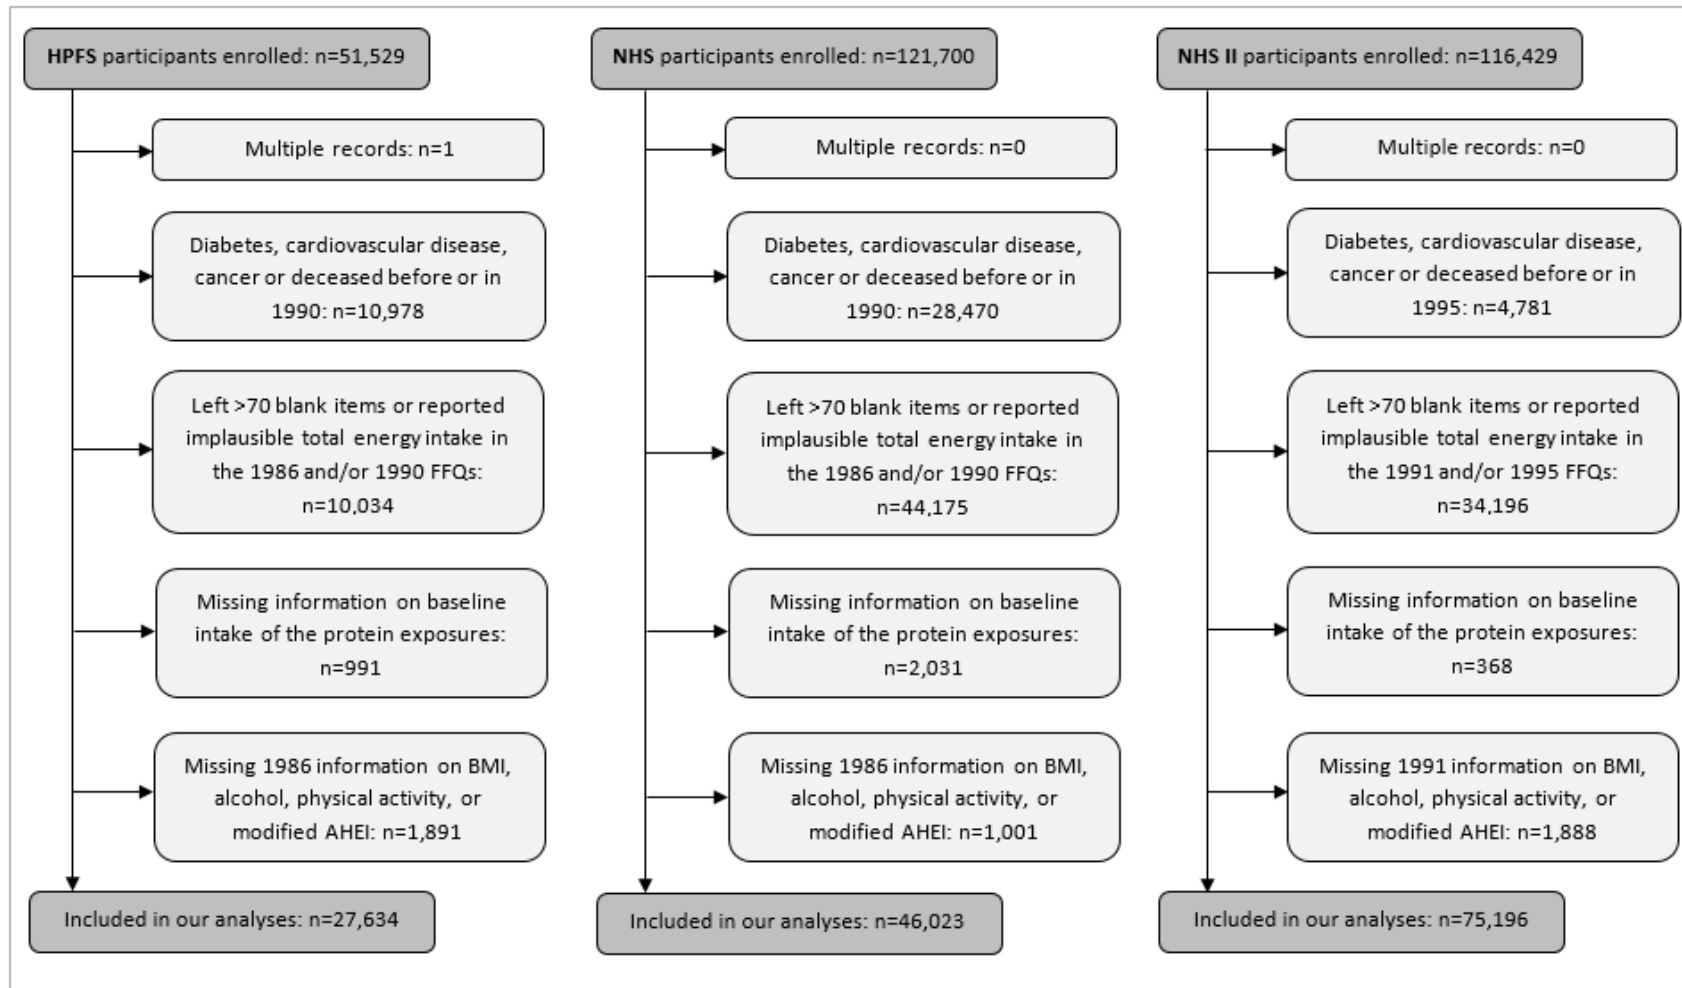 HPFS participants enrolled: n=51,529
Multiple records: n=1
Diabetes, cardiovascular disease,
cancer or deceased before or in
1990: n=10,978
Left >70 blank items or reported
implausible total energy intake in
the 1986 and/or 1990 FFQs:
n=10,034
Missing information on baseline
intake of the protein exposures:
n=991
Missing 1986 information on BMI,
alcohol, physical activity, or
modified AHEI: n=1,891
Included in our analyses: n=27,634
NHS participants enrolled: n=121,700
Multiple records: n=0
Diabetes, cardiovascular disease,
cancer or deceased before or in
1990: n=28,470
Left >70 blank items or reported
implausible total energy intake in
the 1986 and/or 1990 FFQs:
n=44,175
Missing information on baseline
intake of the protein exposures:
n=2,031
Missing 1986 information on BMI,
alcohol, physical activity, or
modified AHEI: n=1,001
Included in our analyses: n=46,023
NHS II participants enrolled: n=116,429
Multiple records: n=0
Diabetes, cardiovascular disease,
cancer or deceased before or in
1995: n=4,781
Left >70 blank items or reported
implausible total energy intake in
the 1991 and/or 1995 FFQs:
n=34,196
Missing information on baseline
intake of the protein exposures:
n=368
Missing 1991 information on BMI,
alcohol, physical activity, or
modified AHEI: n=1,888
Included in our analyses: n=75,196